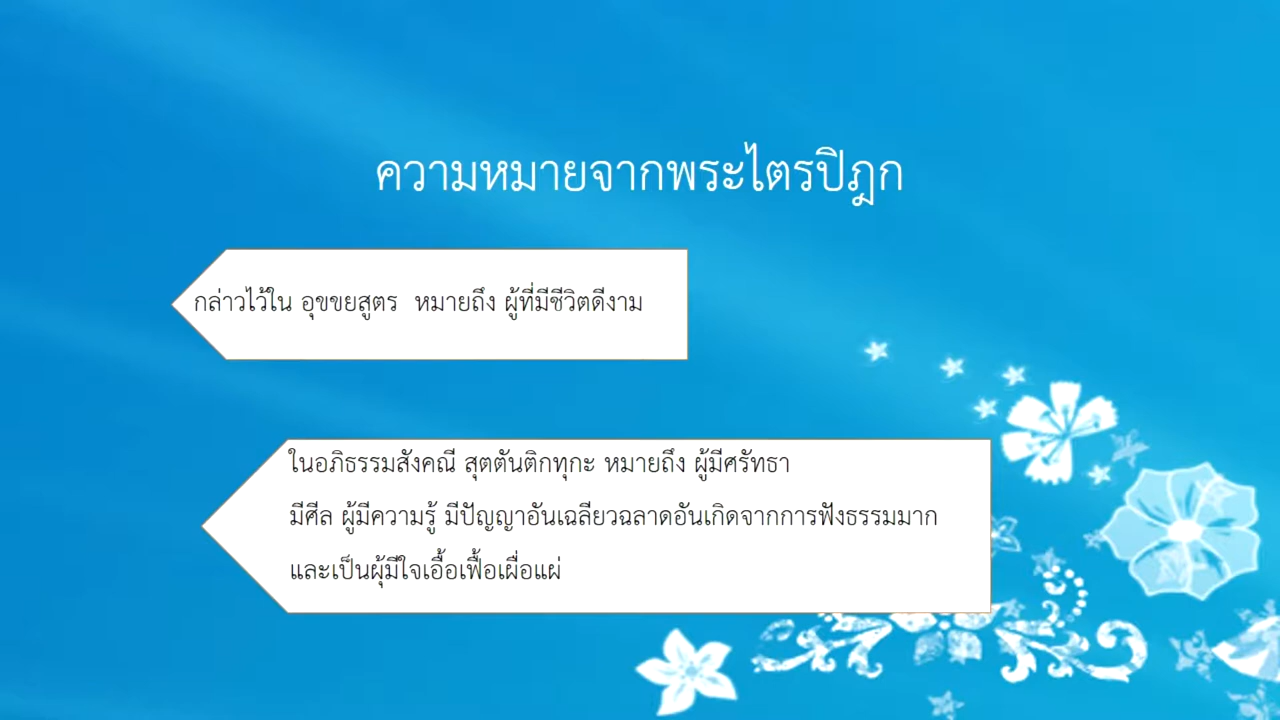 ความหมายจากพระไตรปิฎก
กล่าวไว้ใน อุขขยสูตร หมายถึง ผู้ที่มีชีวิตดีงาม
ในอภิธรรมสังคณี สุตตันติกทุกะ หมายถึง ผู้มีศรัทธา
มีศีล ผู้มีความรู้ มีปัญญาอันเฉลียวฉลาดอันเกิดจากการฟังธรรมมาก
และเป็นผุ้มีใจเอื้อเฟื้อเผื่อแผ่